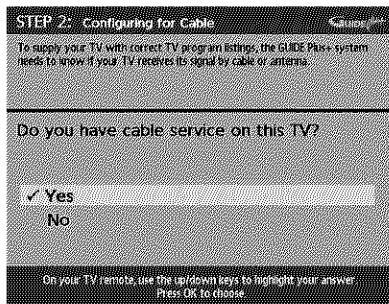 STEP 2: Configuring for Cable
GUIDE Plus+
To supply your TV with correct TV program listings, the GUIDE Plus+ system
needs to know if your TV receives its signal by cable or antenna.
Do you have cable service on this TV?
✓ Yes
No
On your TV remote, use the up/down keys to highlight your answer
Press OK to choose.